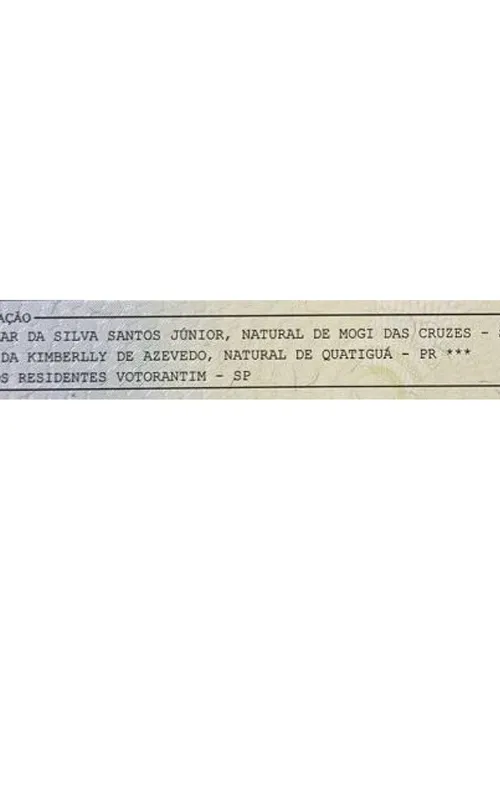 AÇÃO
AR DA SILVA SANTOS JÚNIOR, NATURAL DE MOGI DAS CRUZES -
DA KIMBERLLY DE AZEVEDO, NATURAL DE QUATIGUÁ - PR ***
OS RESIDENTES VOTORANTIM - SP